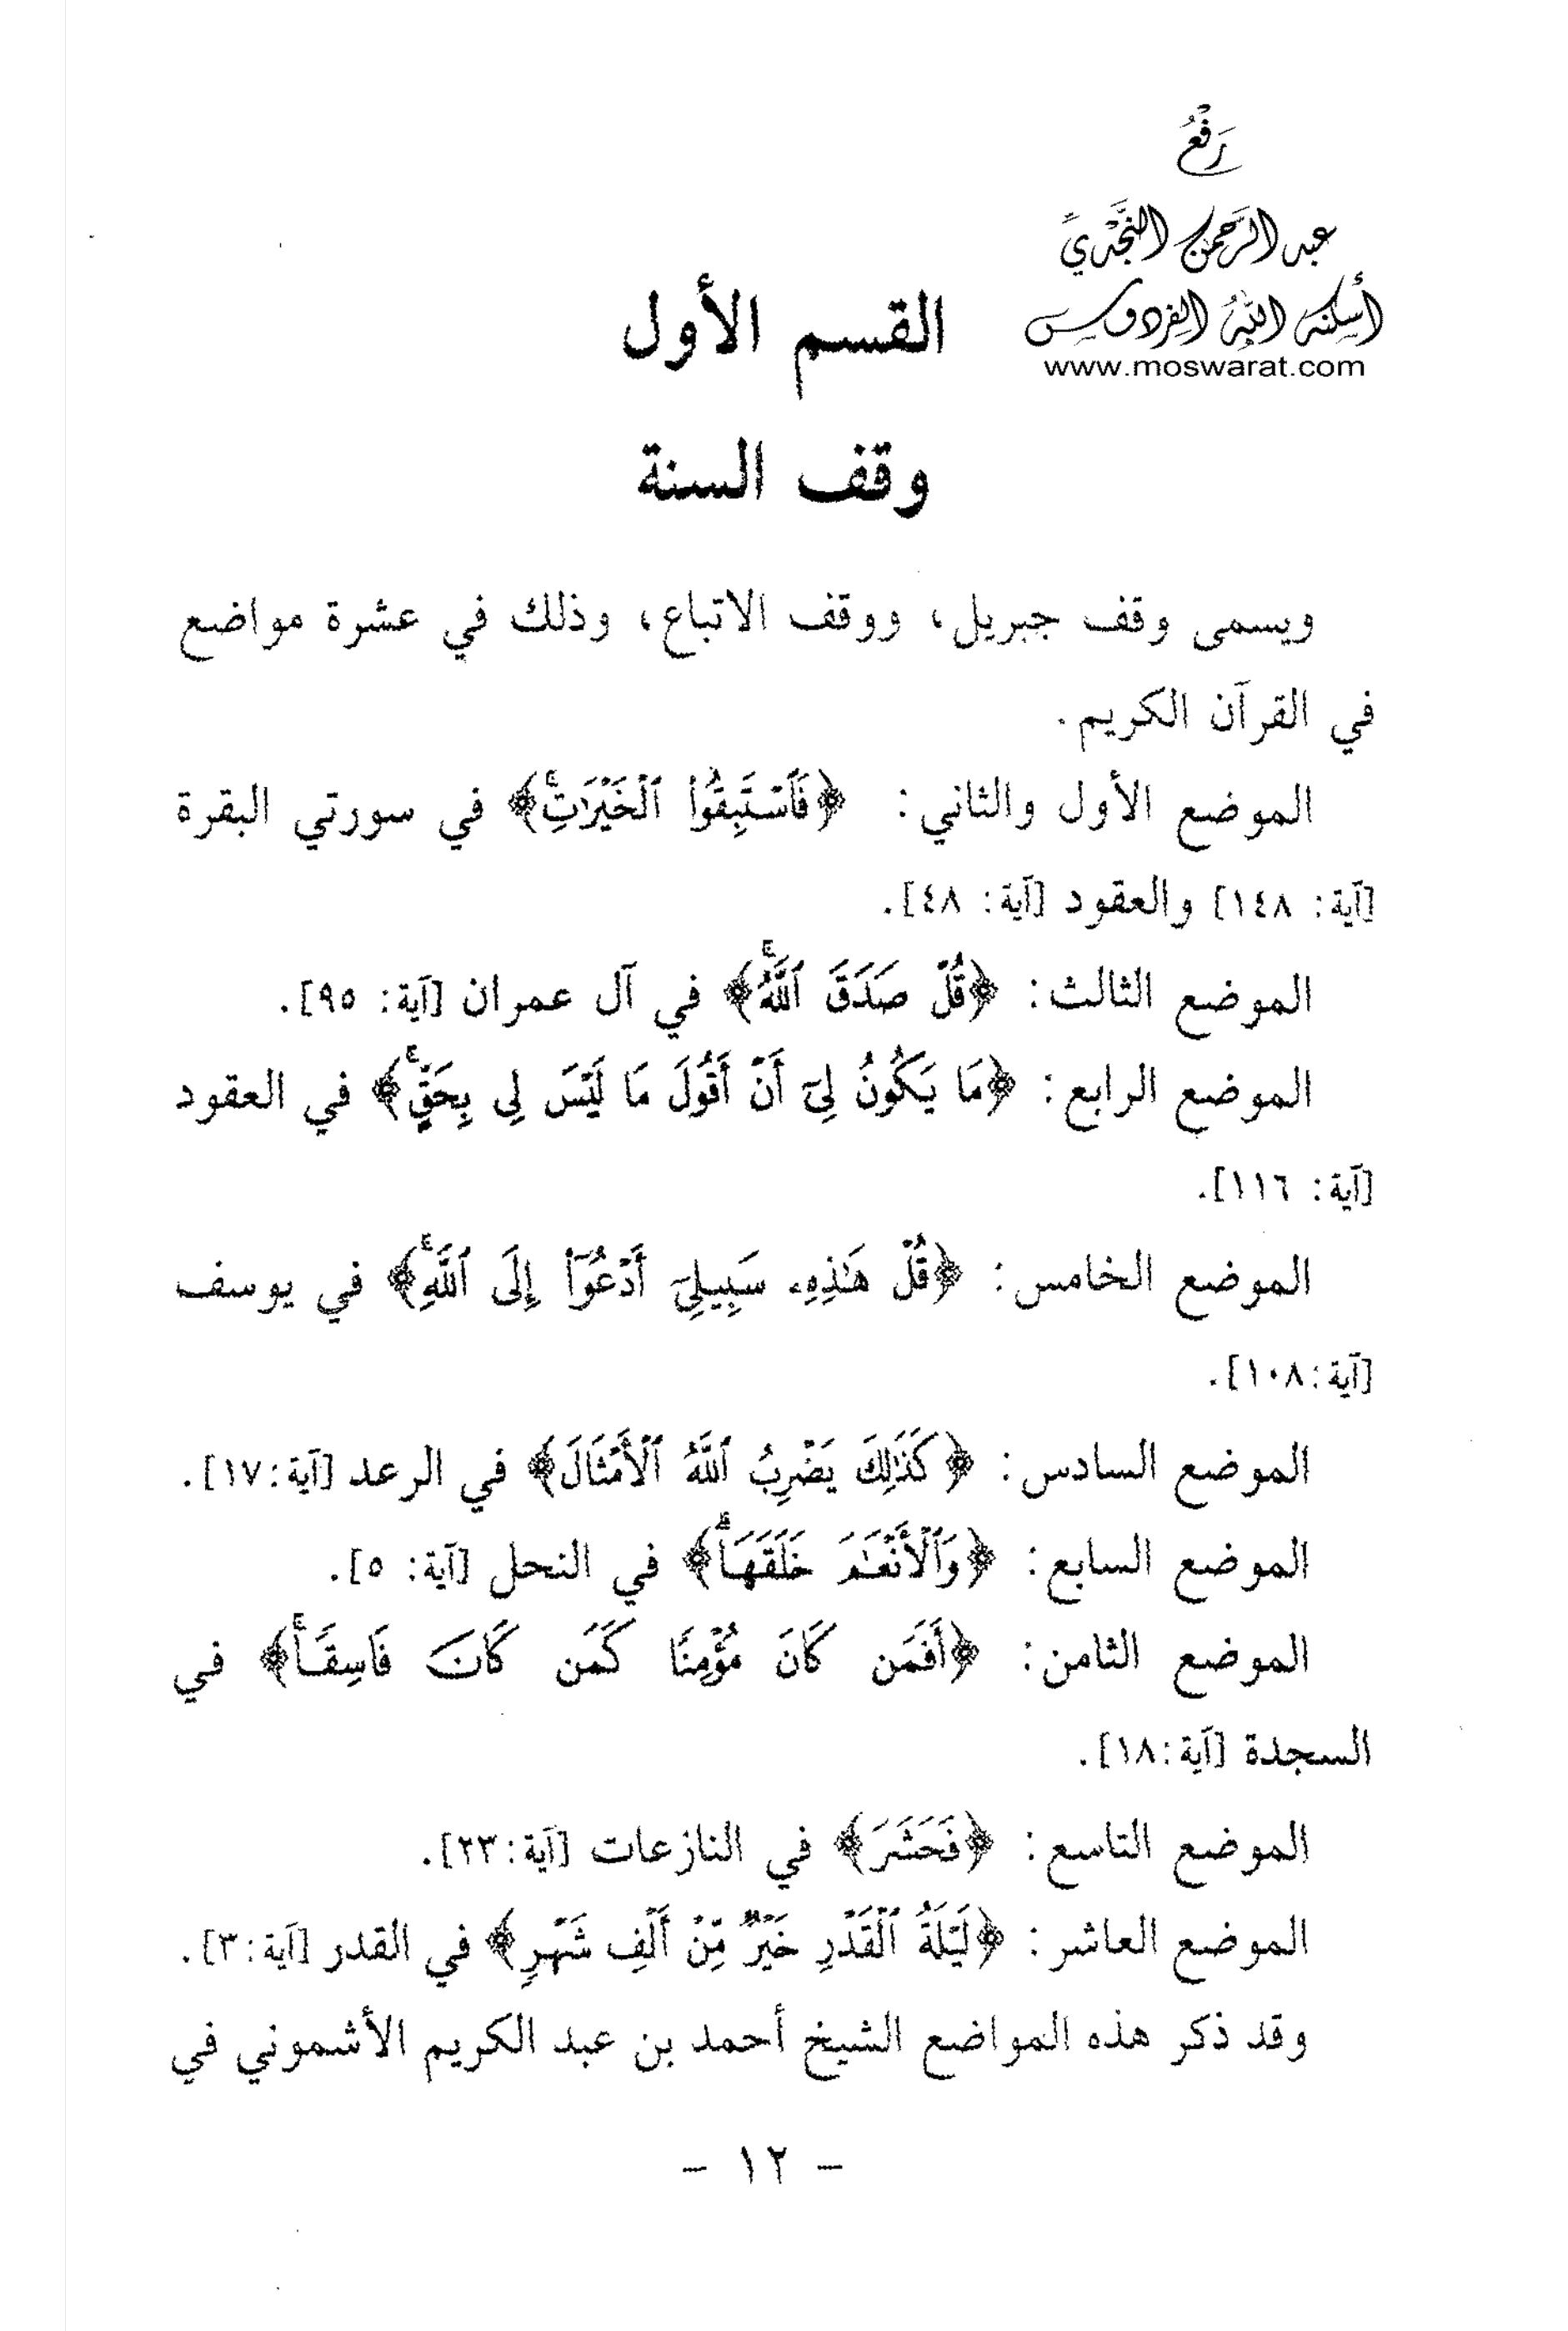 رَفْعُ
عبد الرَّحمن النَّجْديِّ
أسكنه اللهُ الفردوس
www.moswarat.com
القسم الأول
وقف السنة
ويسمى وقف جبريل، ووقف الاتباع، وذلك في عشرة مواضع
في القرآن الكريم.
الموضع الأول والثاني: ﴿فَٱسْتَبِقُوا۟ ٱلْخَيْرَٰتِ ۚ﴾ في سورتي البقرة
[آية: ١٤٨] والعقود [آية: ٤٨].
الموضع الثالث: ﴿قُلْ صَدَقَ ٱللَّهُ ۗ﴾ في آل عمران [آية: ٩٥].
الموضع الرابع: ﴿مَا يَكُونُ لِىٓ أَنْ أَقُولَ مَا لَيْسَ لِى بِحَقٍّ ۚ﴾ في العقود
[آية: ١١٦].
الموضع الخامس: ﴿قُلْ هَـٰذِهِۦ سَبِيلِىٓ أَدْعُوٓا۟ إِلَى ٱللَّهِ ۚ﴾ في يوسف
[آية:١٠٨].
الموضع السادس: ﴿كَذَٰلِكَ يَضْرِبُ ٱللَّهُ ٱلْأَمْثَالَ﴾ في الرعد [آية:١٧].
الموضع السابع: ﴿وَٱلْأَنْعَـٰمَ خَلَقَهَا ۗ﴾ في النحل [آية: ٥].
الموضع الثامن: ﴿أَفَمَن كَانَ مُؤْمِنًا كَمَن كَانَ فَاسِقًا ۚ﴾ في
السجدة [آية:١٨].
الموضع التاسع: ﴿فَحَشَرَ﴾ في النازعات [آية:٢٣].
الموضع العاشر: ﴿لَيْلَةُ ٱلْقَدْرِ خَيْرٌ مِّنْ أَلْفِ شَهْرٍ﴾ في القدر [آية:٣].
وقد ذكر هذه المواضع الشيخ أحمد بن عبد الكريم الأشموني في
- ١٢ -